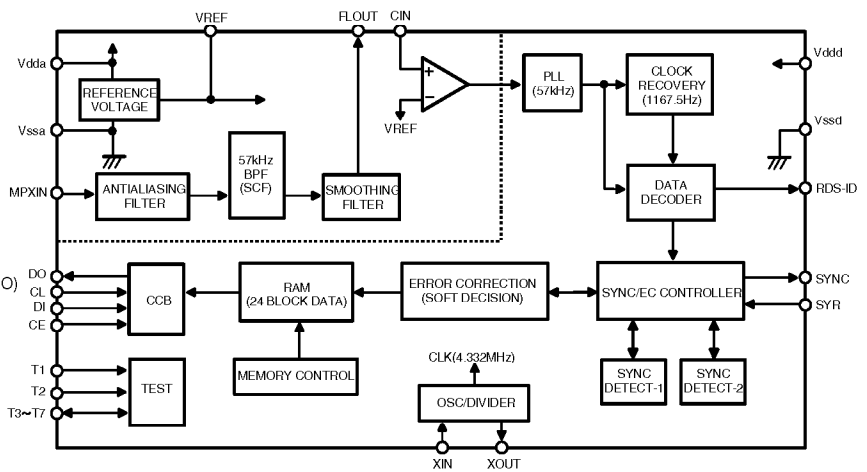 VREF
FLOUT
CIN
Vdda
REFERENCE
VOLTAGE
Vssa
+
−
VREF
PLL
(57kHz)
CLOCK
RECOVERY
(1167.5Hz)
Vddd
Vssd
MPXIN
ANTIALIASING
FILTER
57kHz
BPF
(SCF)
SMOOTHING
FILTER
DATA
DECODER
RDS-ID
O)
DO
CL
DI
CE
CCB
RAM
(24 BLOCK DATA)
ERROR CORRECTION
(SOFT DECISION)
SYNC/EC CONTROLLER
SYNC
SYR
T1
T2
T3~T7
TEST
MEMORY CONTROL
CLK(4.332MHz)
OSC/DIVIDER
SYNC
DETECT-1
SYNC
DETECT-2
XIN
XOUT